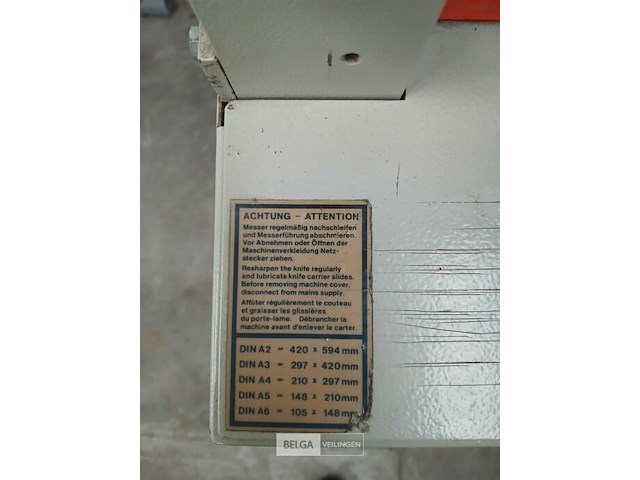 ACHTUNG – ATTENTION
Messer regelmäßig nachschleifen
und Messerführung abschmieren.
Vor Abnehmen oder Öffnen der
Maschinenverkleidung Netz-
stecker ziehen.
Resharpen the knife regularly
and lubricate knife carrier slides.
Before removing machine cover,
disconnect from mains supply.
Affûter régulièrement le couteau
et graisser les glissières
du porte-lame. Débrancher la
machine avant d'enlever le carter.
DIN A2 – 420 x 594 mm
DIN A3 – 297 x 420 mm
DIN A4 – 210 x 297 mm
DIN A5 – 148 x 210 mm
DIN A6 – 105 x 148 mm
BELGA VEILINGEN